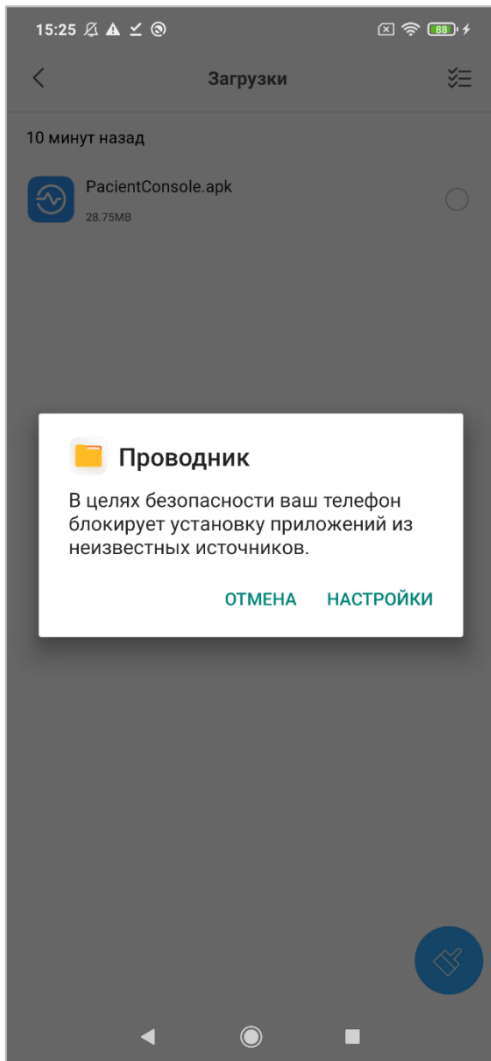 15:25
88
Загрузки
10 минут назад
PacientConsole.apk
28.75MB
Проводник
В целях безопасности ваш телефон
блокирует установку приложений из
неизвестных источников.
ОТМЕНА НАСТРОЙКИ